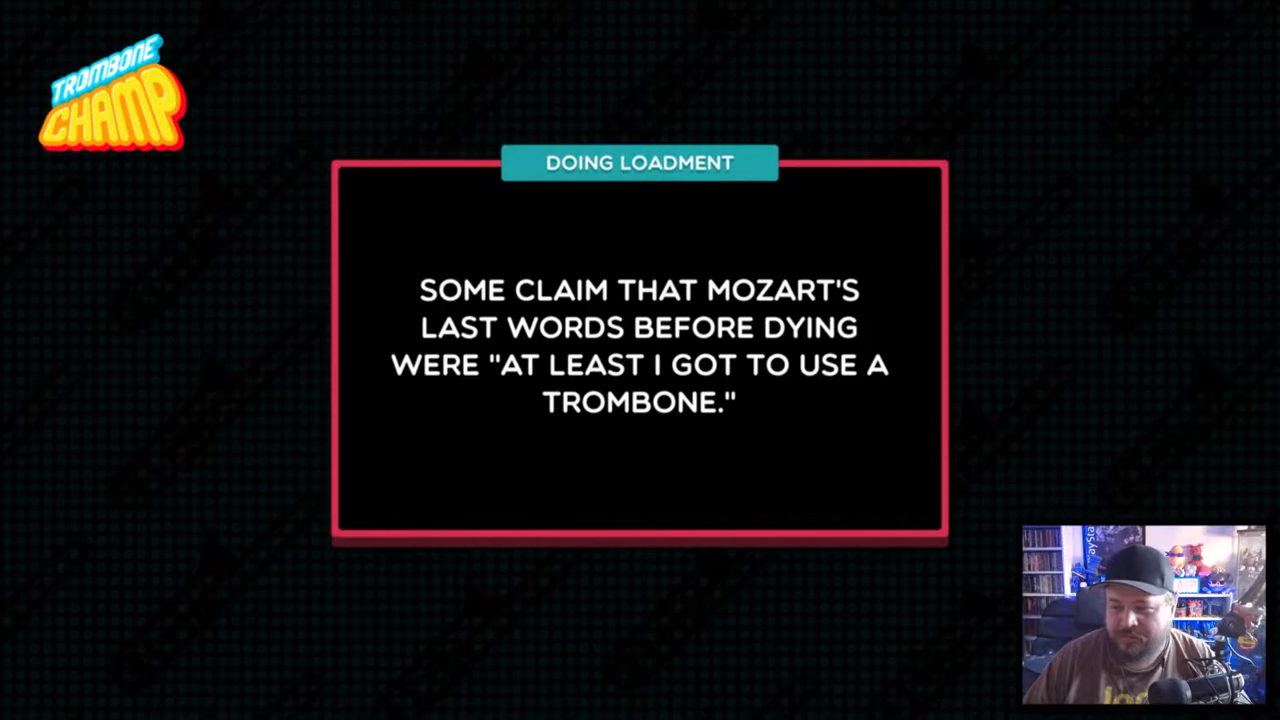 TROMBONE
CHAMP
DOING LOADMENT
SOME CLAIM THAT MOZART'S
LAST WORDS BEFORE DYING
WERE "AT LEAST I GOT TO USE A
TROMBONE."